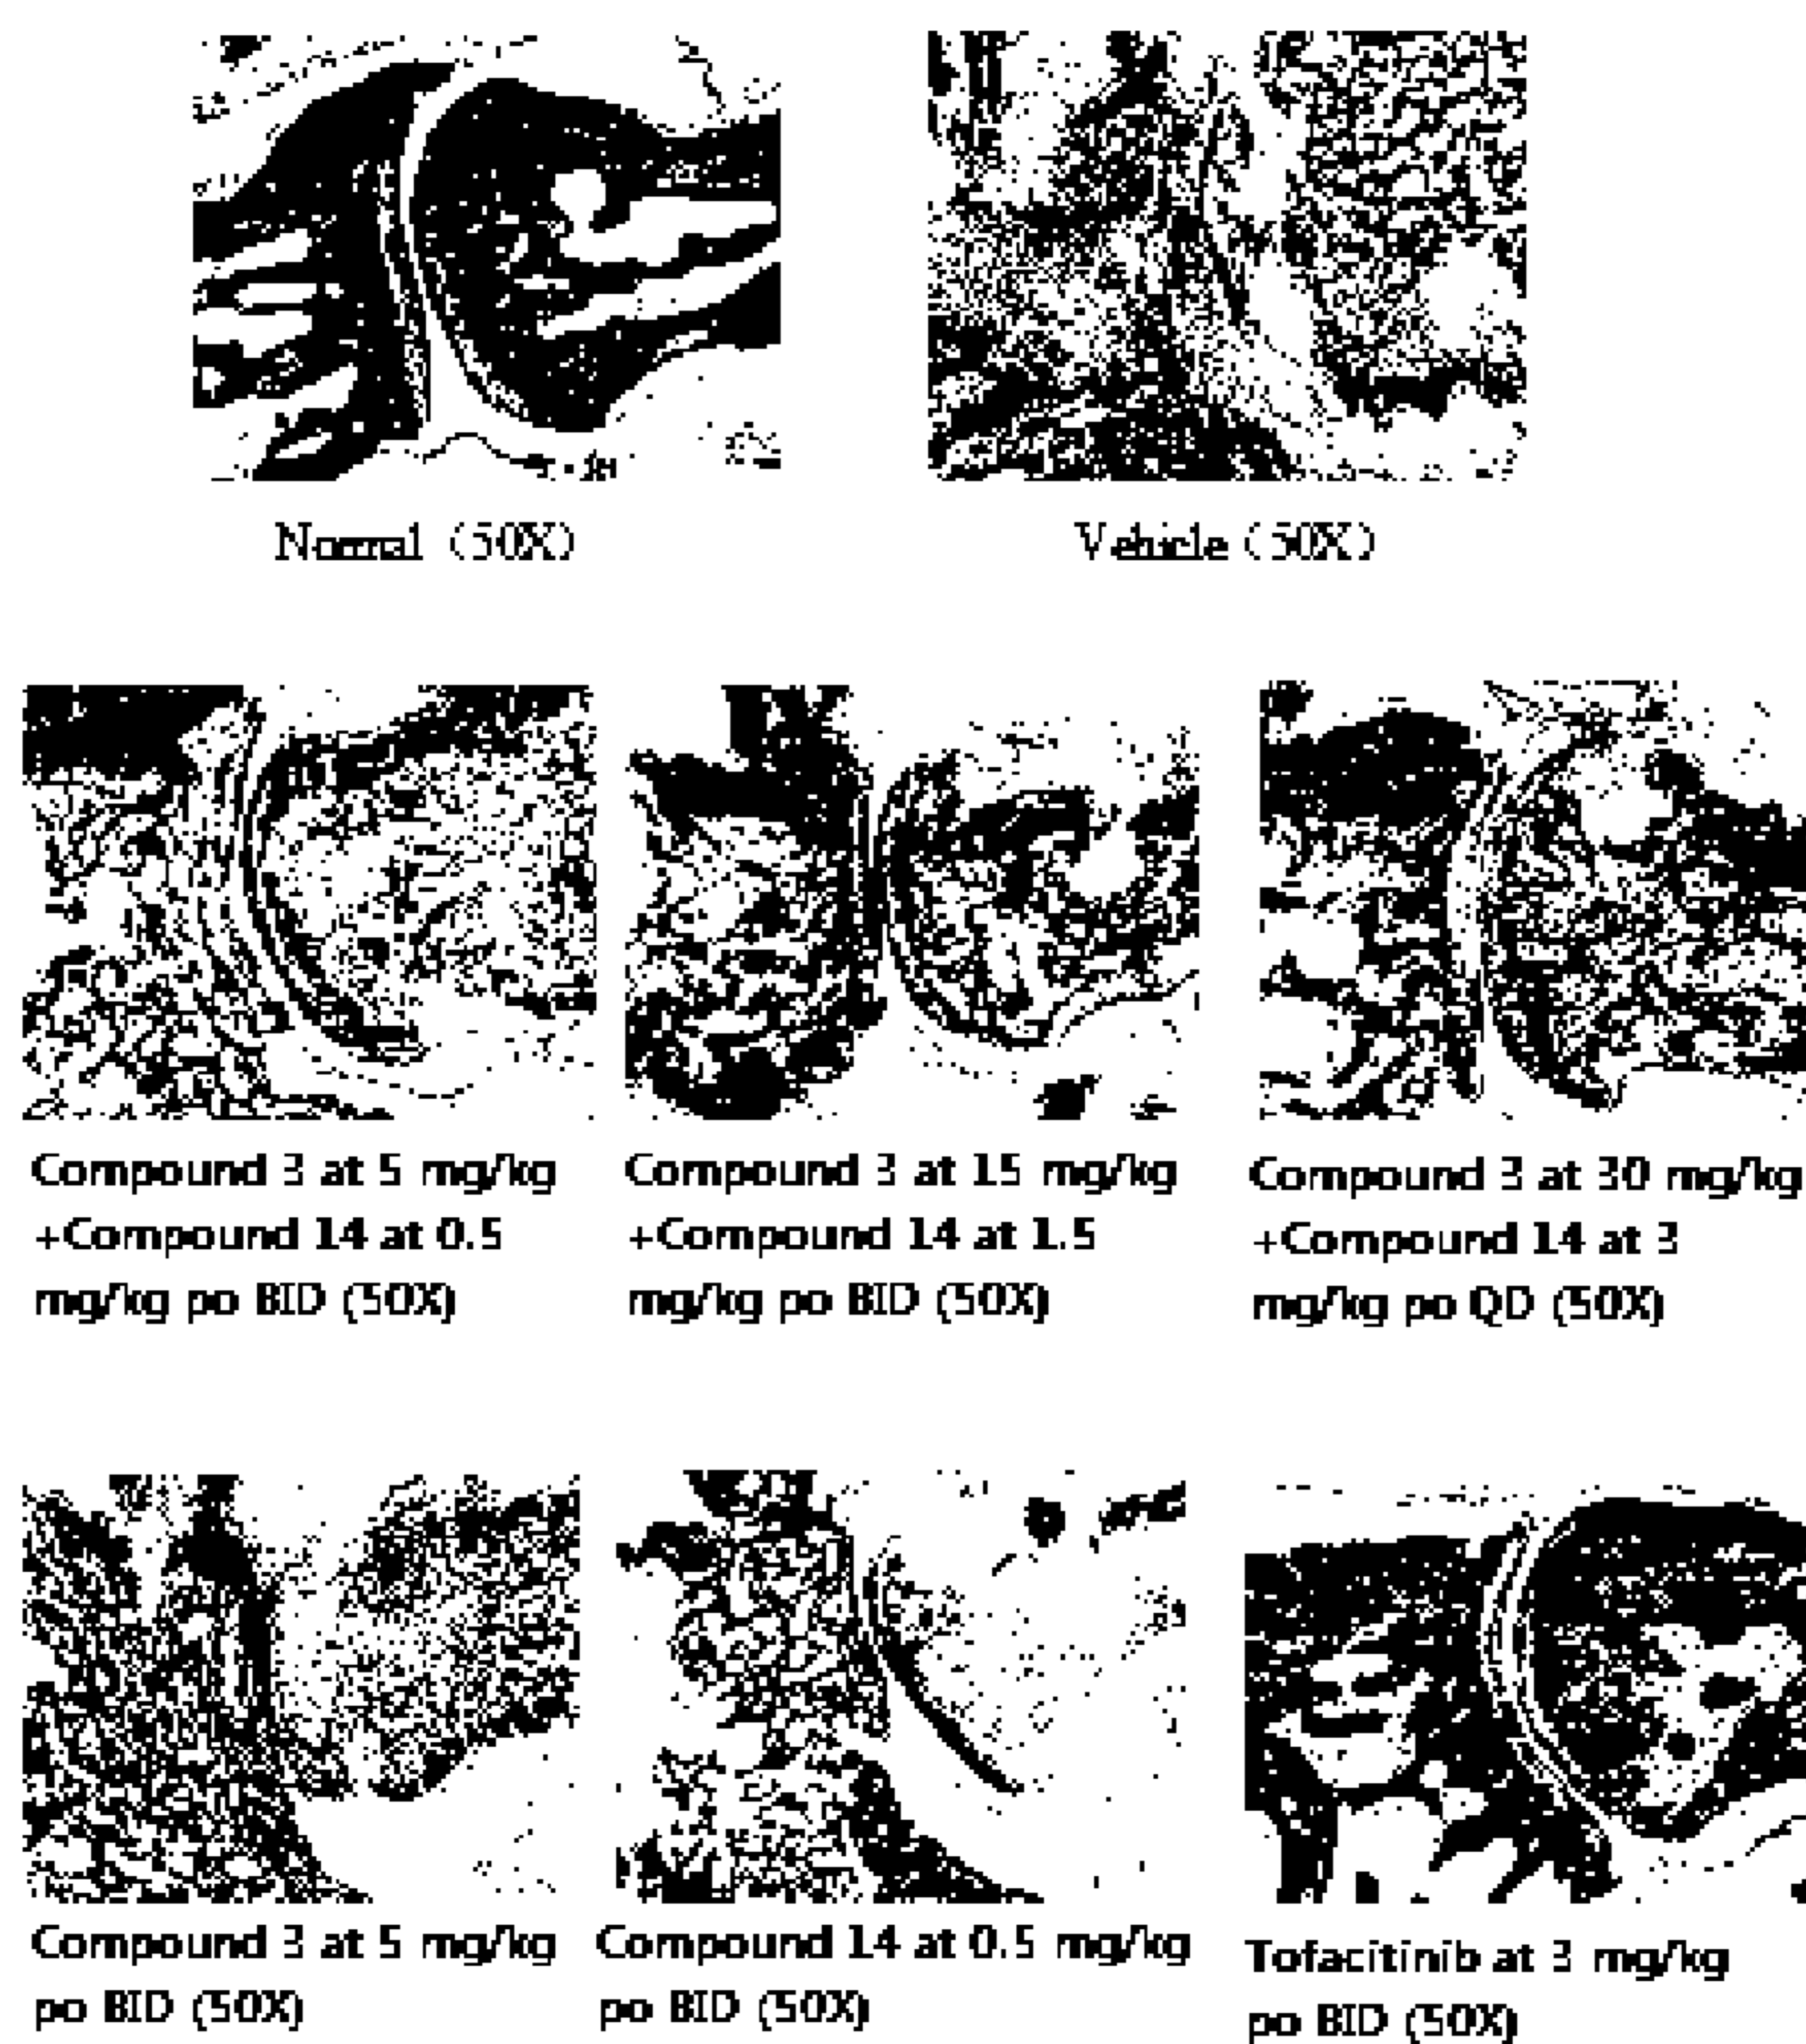 Normal (50X)
Vehicle (50X)
Compound 3 at 5 mg/kg
+Compound 14 at 0.5
mg/kg po BID (50X)
Compound 3 at 15 mg/kg
+Compound 14 at 1.5
mg/kg po BID (50X)
Compound 3 at 30 mg/kg
+Compound 14 at 3
mg/kg po QD (50X)
Compound 3 at 5 mg/kg
po BID (50X)
Compound 14 at 0.5 mg/kg
po BID (50X)
Tofacitinib at 3 mg/kg
po BID (50X)